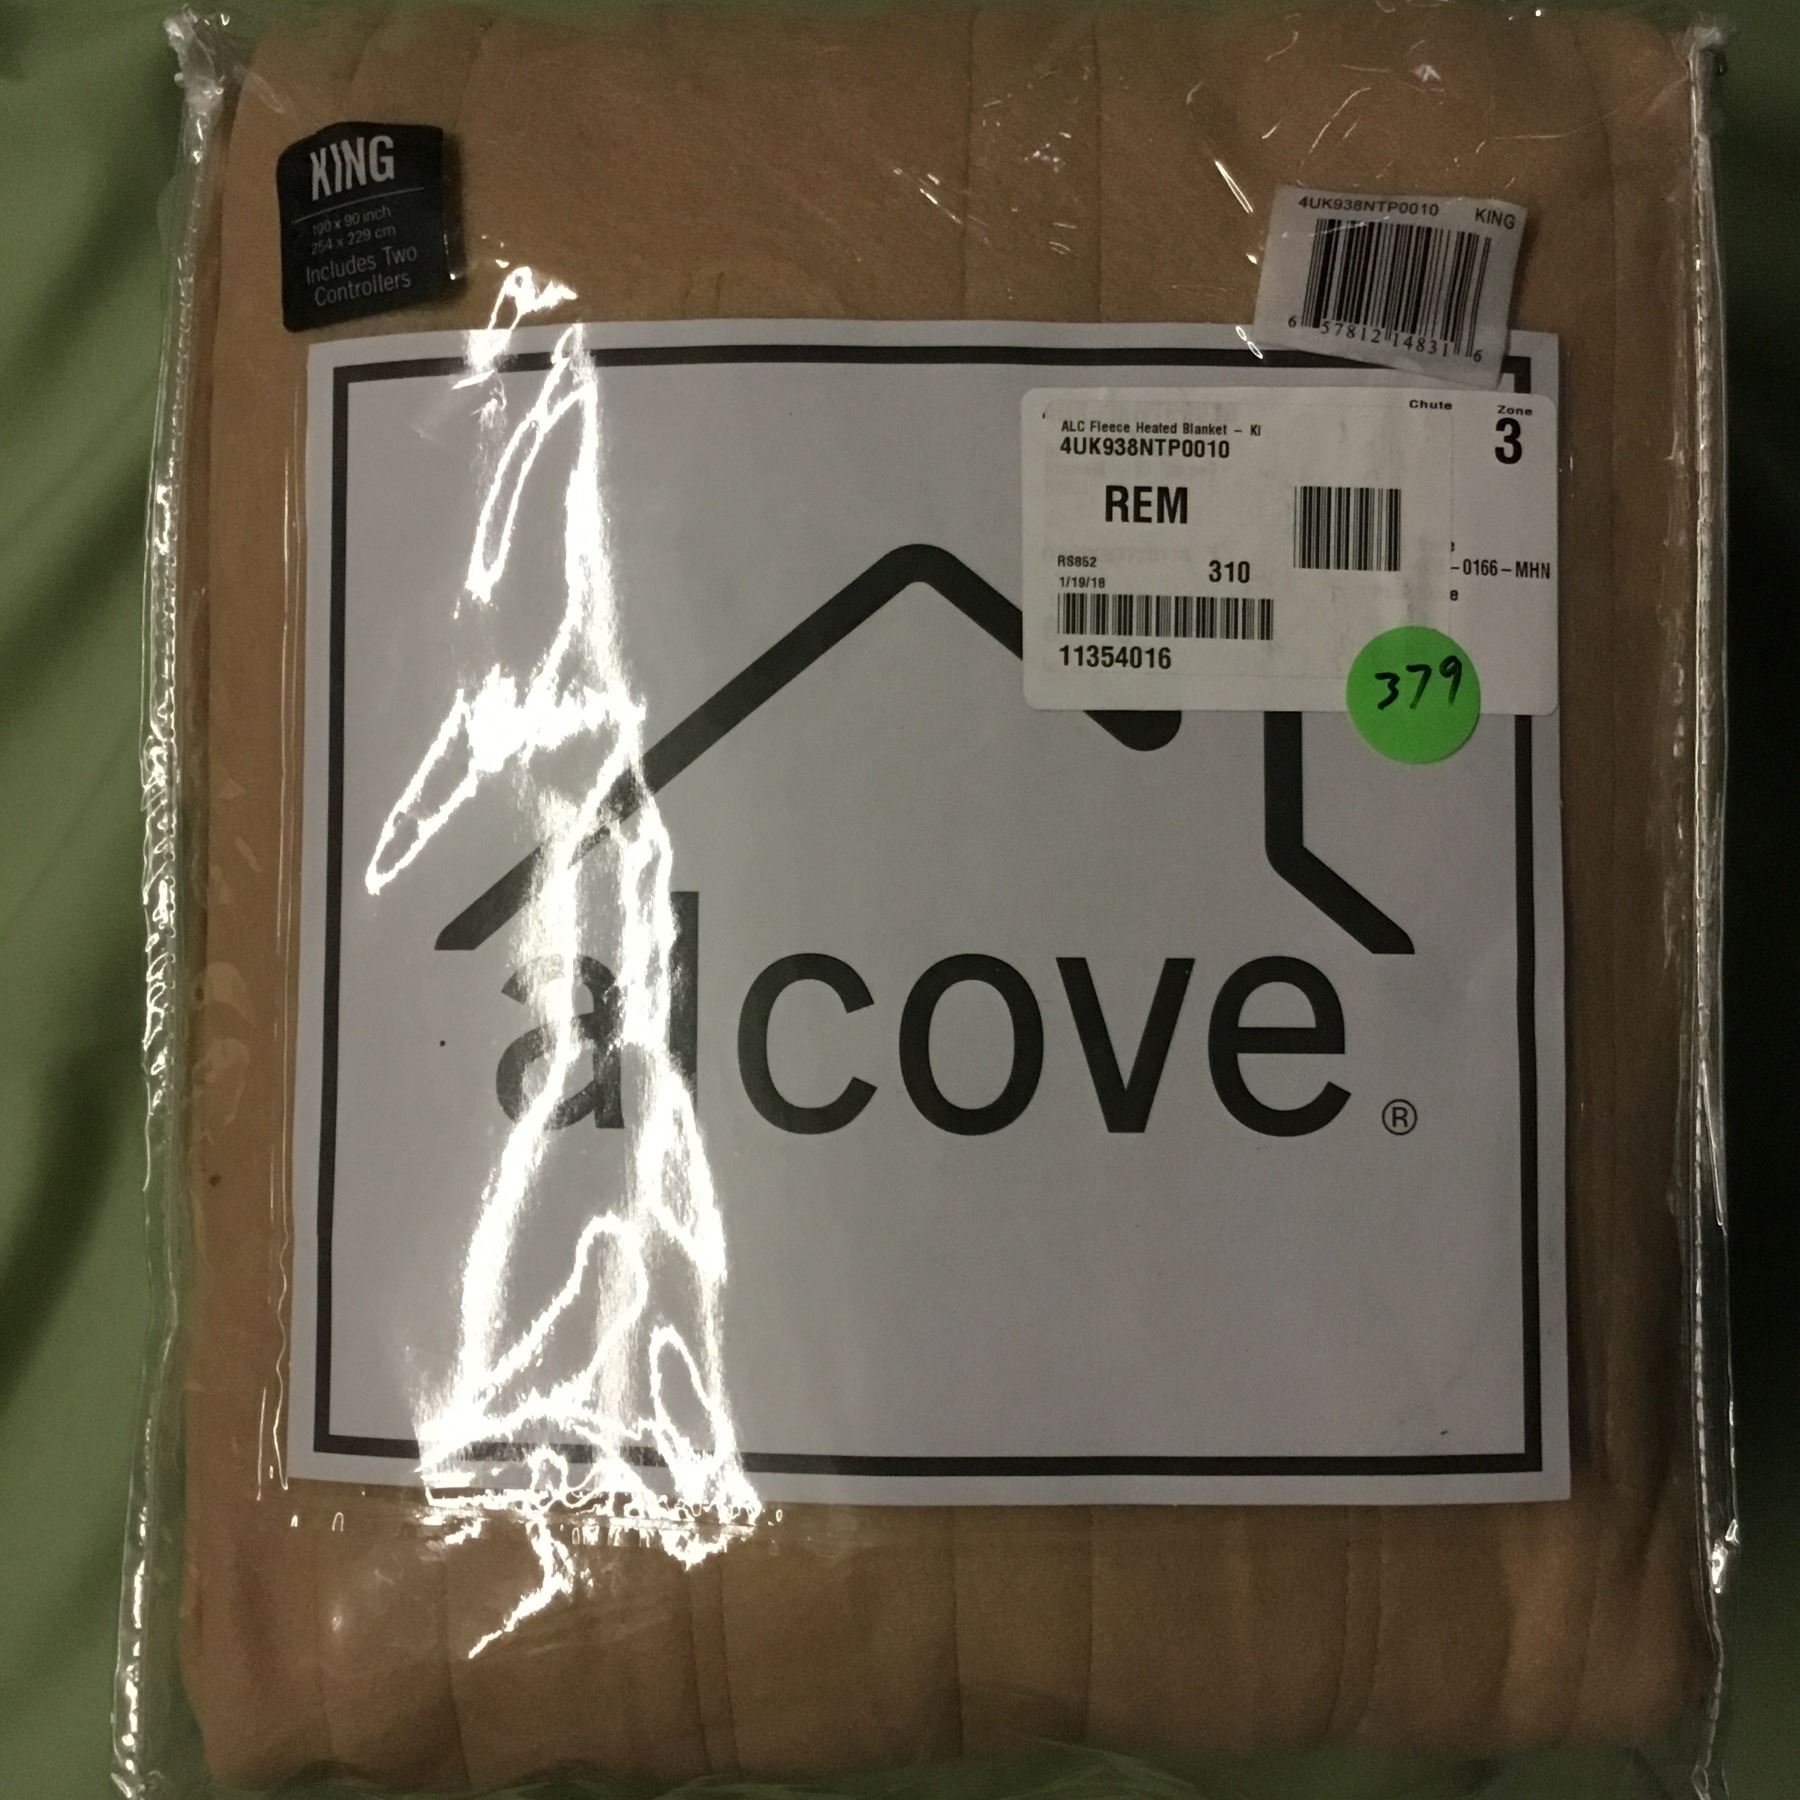 KING
100 x 90 inch
254 x 229 cm
Includes Two
Controllers
4UK938NTP0010 KING
6 57812 14831 6
Chute Zone
3
ALC Fleece Heated Blanket – KI
4UK938NTP0010
REM
RS852
1/19/18 310
–0166–MHN
e
11354016
379
alcove®